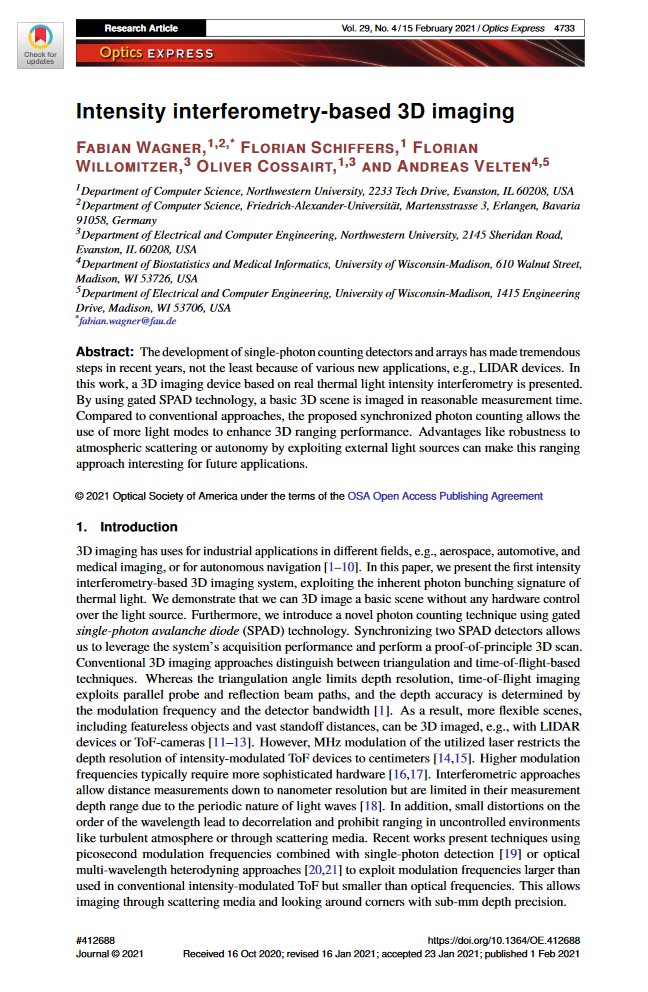 Check for
updates
Research Article
Vol. 29, No. 4 / 15 February 2021 / Optics Express 4733
Optics EXPRESS
Intensity interferometry-based 3D imaging
FABIAN WAGNER,1,2,* FLORIAN SCHIFFERS,1 FLORIAN
WILLOMITZER,3 OLIVER COSSAIRT,1,3 AND ANDREAS VELTEN4,5
1Department of Computer Science, Northwestern University, 2233 Tech Drive, Evanston, IL 60208, USA
2Department of Computer Science, Friedrich-Alexander-Universität, Martensstrasse 3, Erlangen, Bavaria
91058, Germany
3Department of Electrical and Computer Engineering, Northwestern University, 2145 Sheridan Road,
Evanston, IL 60208, USA
4Department of Biostatistics and Medical Informatics, University of Wisconsin-Madison, 610 Walnut Street,
Madison, WI 53726, USA
5Department of Electrical and Computer Engineering, University of Wisconsin-Madison, 1415 Engineering
Drive, Madison, WI 53706, USA
*fabian.wagner@fau.de
Abstract: The development of single-photon counting detectors and arrays has made tremendous
steps in recent years, not the least because of various new applications, e.g., LIDAR devices. In
this work, a 3D imaging device based on real thermal light intensity interferometry is presented.
By using gated SPAD technology, a basic 3D scene is imaged in reasonable measurement time.
Compared to conventional approaches, the proposed synchronized photon counting allows the
use of more light modes to enhance 3D ranging performance. Advantages like robustness to
atmospheric scattering or autonomy by exploiting external light sources can make this ranging
approach interesting for future applications.
© 2021 Optical Society of America under the terms of the OSA Open Access Publishing Agreement
1. Introduction
3D imaging has uses for industrial applications in different fields, e.g., aerospace, automotive, and
medical imaging, or for autonomous navigation [1–10]. In this paper, we present the first intensity
interferometry-based 3D imaging system, exploiting the inherent photon bunching signature of
thermal light. We demonstrate that we can 3D image a basic scene without any hardware control
over the light source. Furthermore, we introduce a novel photon counting technique using gated
single-photon avalanche diode (SPAD) technology. Synchronizing two SPAD detectors allows
us to leverage the system's acquisition performance and perform a proof-of-principle 3D scan.
Conventional 3D imaging approaches distinguish between triangulation and time-of-flight-based
techniques. Whereas the triangulation angle limits depth resolution, time-of-flight imaging
exploits parallel probe and reflection beam paths, and the depth accuracy is determined by
the modulation frequency and the detector bandwidth [1]. As a result, more flexible scenes,
including featureless objects and vast standoff distances, can be 3D imaged, e.g., with LIDAR
devices or ToF-cameras [11–13]. However, MHz modulation of the utilized laser restricts the
depth resolution of intensity-modulated ToF devices to centimeters [14,15]. Higher modulation
frequencies typically require more sophisticated hardware [16,17]. Interferometric approaches
allow distance measurements down to nanometer resolution but are limited in their measurement
depth range due to the periodic nature of light waves [18]. In addition, small distortions on the
order of the wavelength lead to decorrelation and prohibit ranging in uncontrolled environments
like turbulent atmosphere or through scattering media. Recent works present techniques using
picosecond modulation frequencies combined with single-photon detection [19] or optical
multi-wavelength heterodyning approaches [20,21] to exploit modulation frequencies larger than
used in conventional intensity-modulated ToF but smaller than optical frequencies. This allows
imaging through scattering media and looking around corners with sub-mm depth precision.
#412688
https://doi.org/10.1364/OE.412688
Journal © 2021
Received 16 Oct 2020; revised 16 Jan 2021; accepted 23 Jan 2021; published 1 Feb 2021